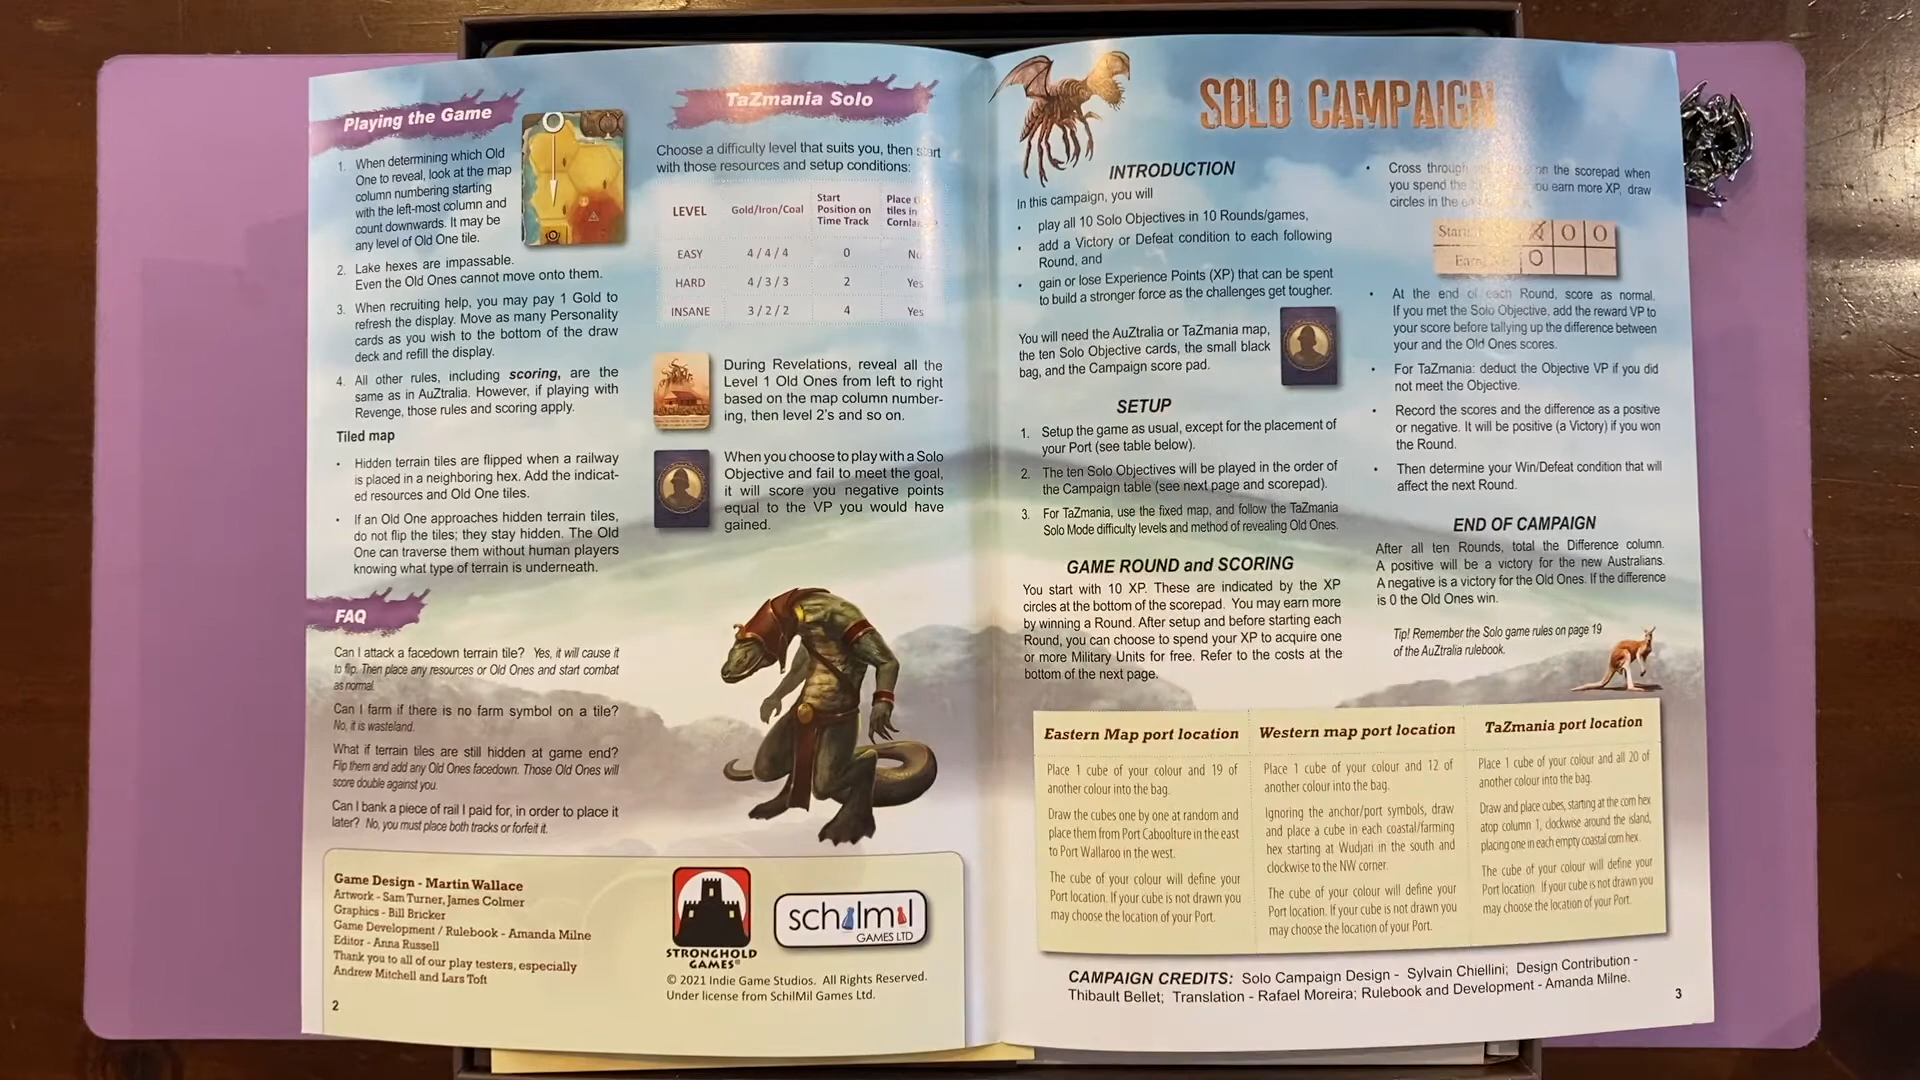 Playing the Game
1. When determining which Old
One to reveal, look at the map
column numbering starting
with the left-most column and
count downwards. It may be
any level of Old One tile.
2. Lake hexes are impassable.
Even the Old Ones cannot move onto them.
3. When recruiting help, you may pay 1 Gold to
refresh the display. Move as many Personality
cards as you wish to the bottom of the draw
deck and refill the display.
4. All other rules, including scoring, are the
same as in AuZtralia. However, if playing with
Revenge, those rules and scoring apply.
Tiled map
• Hidden terrain tiles are flipped when a railway
is placed in a neighboring hex. Add the indicat-
ed resources and Old One tiles.
• If an Old One approaches hidden terrain tiles,
do not flip the tiles; they stay hidden. The Old
One can traverse them without human players
knowing what type of terrain is underneath.
FAQ
Can I attack a facedown terrain tile? Yes, it will cause it
to flip. Then place any resources or Old Ones and start combat
as normal.
Can I farm if there is no farm symbol on a tile?
No, it is wasteland.
What if terrain tiles are still hidden at game end?
Flip them and add any Old Ones facedown. Those Old Ones will
score double against you.
Can I bank a piece of rail I paid for, in order to place it
later? No, you must place both tracks or forfeit it.
Game Design - Martin Wallace
Artwork - Sam Turner, James Colmer
Graphics - Bill Bricker
Game Development / Rulebook - Amanda Milne
Editor - Anna Russell
Thank you to all of our play testers, especially
Andrew Mitchell and Lars Toft
2
TaZmania Solo
Choose a difficulty level that suits you, then start
with those resources and setup conditions:
LEVEL Gold/Iron/Coal Start Position on Time Track Place tiles in
EASY 4 / 4 / 4 0 No
HARD 4 / 3 / 3 2 Yes
INSANE 3 / 2 / 2 4 Yes
During Revelations, reveal all the
Level 1 Old Ones from left to right
based on the map column number-
ing, then level 2's and so on.
When you choose to play with a Solo
Objective and fail to meet the goal,
it will score you negative points
equal to the VP you would have
gained.
STRONGHOLD
GAMES®
schilmil
GAMES LTD
© 2021 Indie Game Studios. All Rights Reserved.
Under license from SchilMil Games Ltd.
SOLO CAMPAIGN
INTRODUCTION
In this campaign, you will
• play all 10 Solo Objectives in 10 Rounds/games,
• add a Victory or Defeat condition to each following
Round, and
• gain or lose Experience Points (XP) that can be spent
to build a stronger force as the challenges get tougher.
You will need the AuZtralia or TaZmania map,
the ten Solo Objective cards, the small black
bag, and the Campaign score pad.
SETUP
1. Setup the game as usual, except for the placement of
your Port (see table below).
2. The ten Solo Objectives will be played in the order of
the Campaign table (see next page and scorepad).
3. For TaZmania, use the fixed map, and follow the TaZmania
Solo Mode difficulty levels and method of revealing Old Ones.
GAME ROUND and SCORING
You start with 10 XP. These are indicated by the XP
circles at the bottom of the scorepad. You may earn more
by winning a Round. After setup and before starting each
Round, you can choose to spend your XP to acquire one
or more Military Units for free. Refer to the costs at the
bottom of the next page.
• Cross through on the scorepad when
you spend the you earn more XP, draw
circles in the
• At the end of each Round, score as normal.
If you met the Solo Objective, add the reward VP to
your score before tallying up the difference between
your and the Old Ones scores.
• For TaZmania: deduct the Objective VP if you did
not meet the Objective.
• Record the scores and the difference as a positive
or negative. It will be positive (a Victory) if you won
the Round.
• Then determine your Win/Defeat condition that will
affect the next Round.
END OF CAMPAIGN
After all ten Rounds, total the Difference column.
A positive will be a victory for the new Australians.
A negative is a victory for the Old Ones. If the difference
is 0 the Old Ones win.
Tip! Remember the Solo game rules on page 19
of the AuZtralia rulebook.
Eastern Map port location
Place 1 cube of your colour and 19 of
another colour into the bag.
Draw the cubes one by one at random and
place them from Port Caboolture in the east
to Port Wallaroo in the west.
The cube of your colour will define your
Port location. If your cube is not drawn you
may choose the location of your Port.
Western map port location
Place 1 cube of your colour and 12 of
another colour into the bag.
Ignoring the anchor/port symbols, draw
and place a cube in each coastal/farming
hex starting at Wudjari in the south and
clockwise to the NW corner.
The cube of your colour will define your
Port location. If your cube is not drawn you
may choose the location of your Port.
TaZmania port location
Place 1 cube of your colour and all 20 of
another colour into the bag.
Draw and place cubes, starting at the corn hex
atop column 1, clockwise around the island,
placing one in each empty coastal corn hex.
The cube of your colour will define your
Port location. If your cube is not drawn you
may choose the location of your Port.
CAMPAIGN CREDITS: Solo Campaign Design - Sylvain Chiellini; Design Contribution -
Thibault Bellet; Translation - Rafael Moreira; Rulebook and Development - Amanda Milne.
3